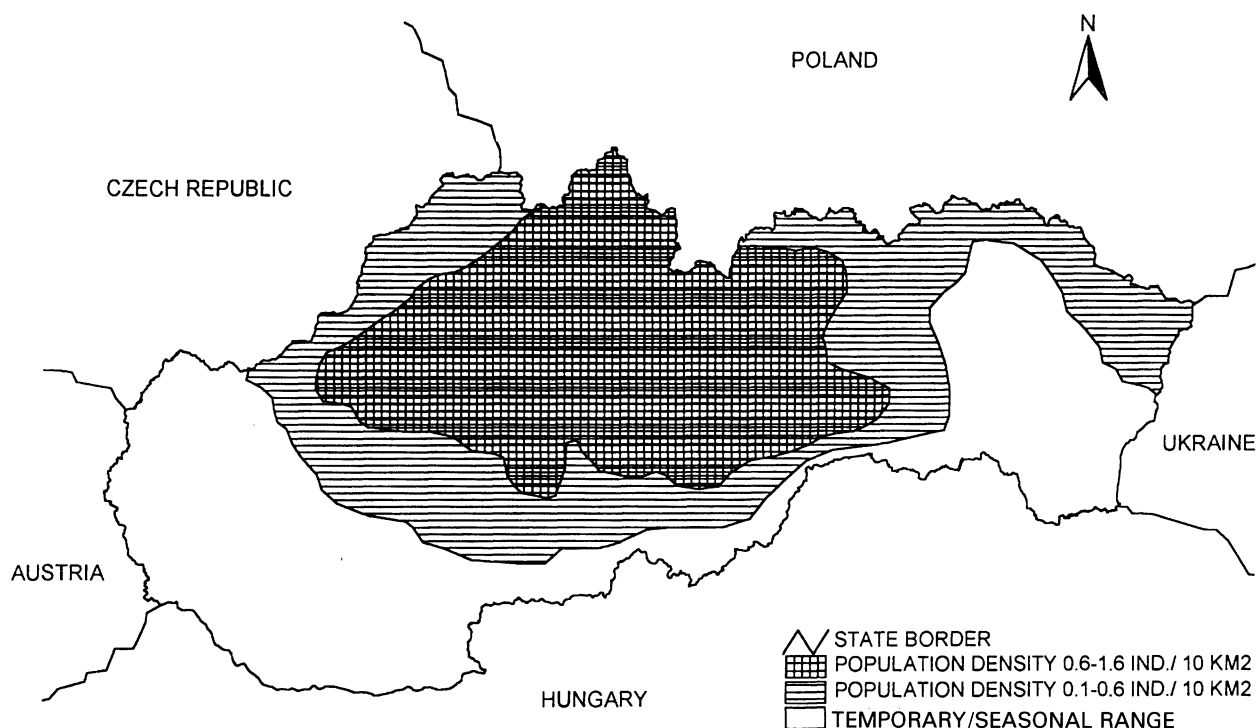 N
POLAND
CZECH REPUBLIC
UKRAINE
AUSTRIA
HUNGARY
STATE BORDER
POPULATION DENSITY 0.6-1.6 IND./ 10 KM2
POPULATION DENSITY 0.1-0.6 IND./ 10 KM2
TEMPORARY/SEASONAL RANGE